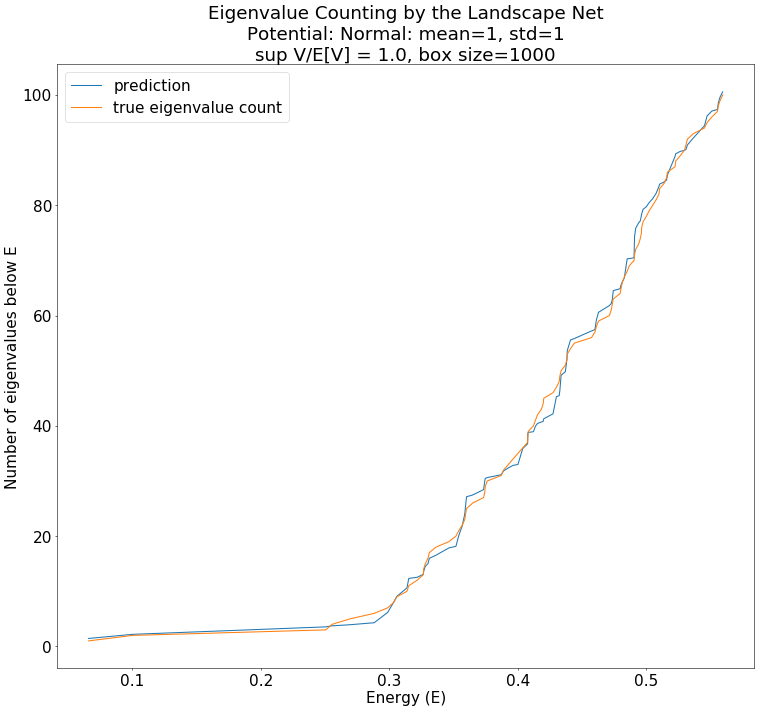 Eigenvalue Counting by the Landscape Net
Potential: Normal: mean=1, std=1
sup V/E[V] = 1.0, box size=1000
prediction
true eigenvalue count
Number of eigenvalues below E
100
80
60
40
20
0
0.1
0.2
0.3
0.4
0.5
Energy (E)